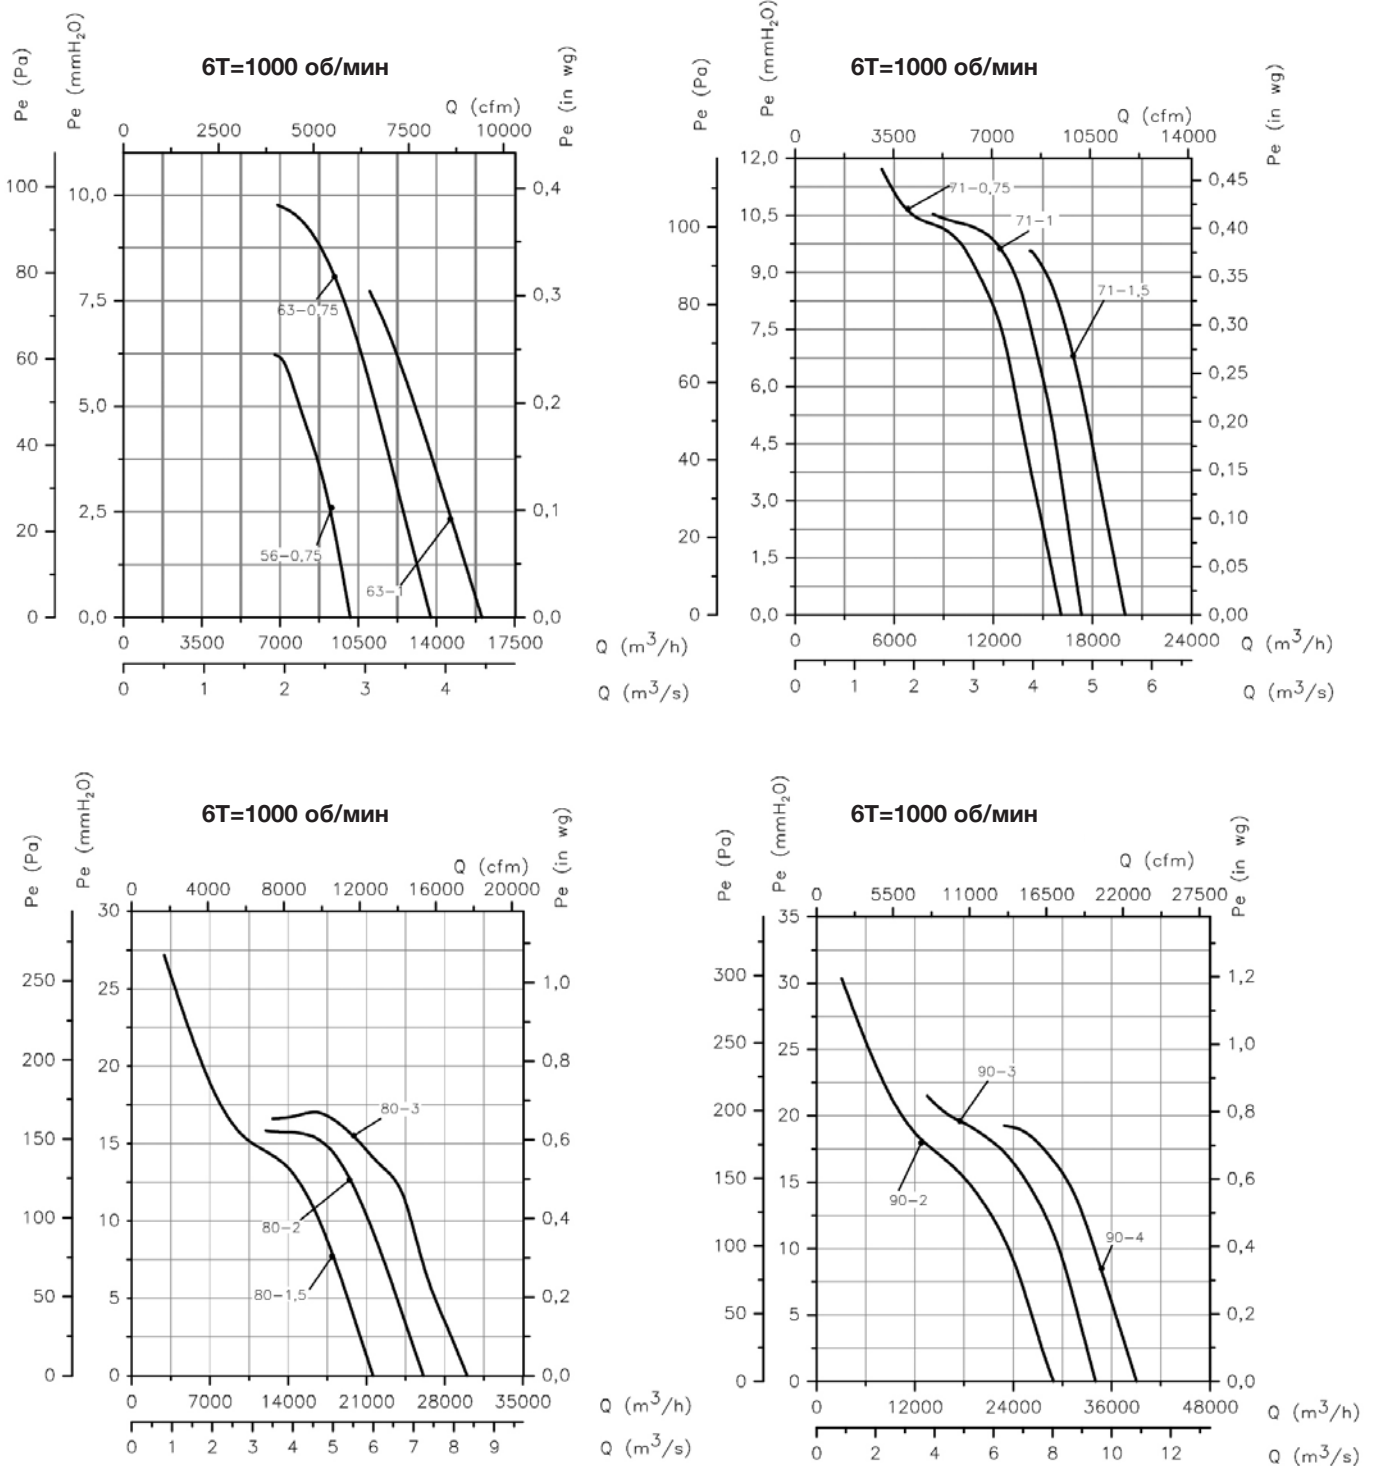 6T=1000 об/мин
Pe (Pa)
Pe (mmH₂O)
Pe (in wg)
Q (cfm)
0 2500 5000 7500 10000
100 80 60 40 20 0
10,0 7,5 5,0 2,5 0,0
0,4 0,3 0,2 0,1 0,0
63-0,75
56-0,75
63-1
0 3500 7000 10500 14000 17500 Q (m³/h)
0 1 2 3 4 Q (m³/s)
6T=1000 об/мин
Pe (Pa)
Pe (mmH₂O)
Pe (in wg)
Q (cfm)
0 3500 7000 10500 14000
100 80 60 40 20 0
12,0 10,5 9,0 7,5 6,0 4,5 3,0 1,5 0,0
0,45 0,40 0,35 0,30 0,25 0,20 0,15 0,10 0,05 0,00
71-0,75
71-1
71-1,5
0 6000 12000 18000 24000 Q (m³/h)
0 1 2 3 4 5 6 Q (m³/s)
6T=1000 об/мин
Pe (Pa)
Pe (mmH₂O)
Pe (in wg)
Q (cfm)
0 4000 8000 12000 16000 20000
250 200 150 100 50 0
30 25 20 15 10 5 0
1,0 0,8 0,6 0,4 0,2 0,0
80-3
80-2
80-1,5
0 7000 14000 21000 28000 35000 Q (m³/h)
0 1 2 3 4 5 6 7 8 9 Q (m³/s)
6T=1000 об/мин
Pe (Pa)
Pe (mmH₂O)
Pe (in wg)
Q (cfm)
0 5500 11000 16500 22000 27500
300 250 200 150 100 50 0
35 30 25 20 15 10 5 0
1,2 1,0 0,8 0,6 0,4 0,2 0,0
90-3
90-2
90-4
0 12000 24000 36000 48000 Q (m³/h)
0 2 4 6 8 10 12 Q (m³/s)